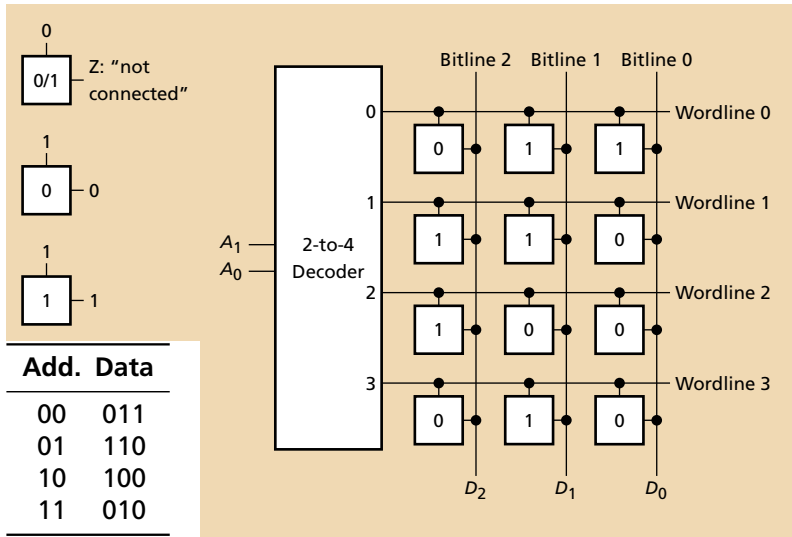 0
0/1
Z: "not
connected"
1
0
0
1
1
1
Add. Data
00 011
01 110
10 100
11 010
A1
A0
2-to-4
Decoder
Bitline 2 Bitline 1 Bitline 0
0 Wordline 0
0 1 1
1 Wordline 1
1 1 0
2 Wordline 2
1 0 0
3 Wordline 3
0 1 0
D2 D1 D0